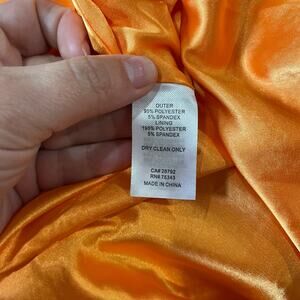 OUTER
95% POLYESTER
5% SPANDEX
LINING
195% POLYESTER
5% SPANDEX
DRY CLEAN ONLY
CA# 28792
RN# 76343
MADE IN CHINA